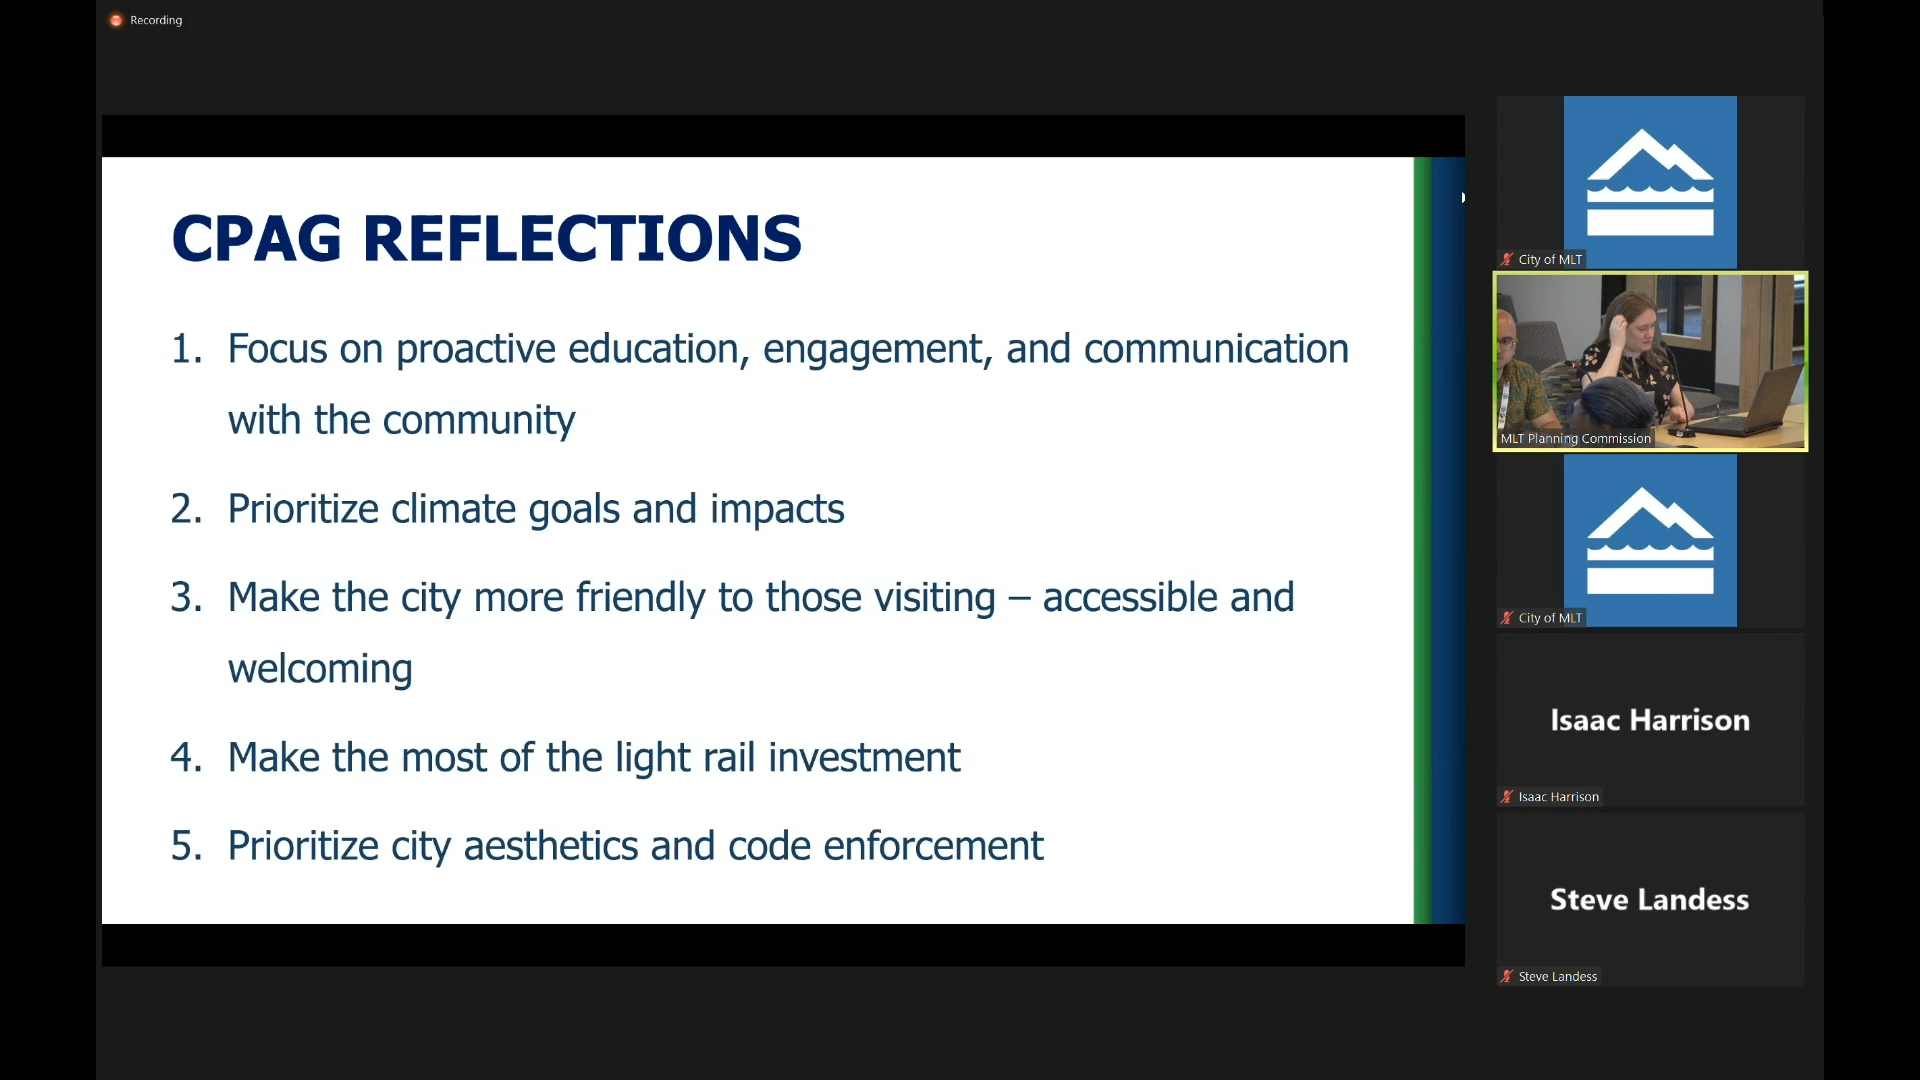 Recording
CPAG REFLECTIONS
1. Focus on proactive education, engagement, and communication
with the community
2. Prioritize climate goals and impacts
3. Make the city more friendly to those visiting – accessible and
welcoming
4. Make the most of the light rail investment
5. Prioritize city aesthetics and code enforcement
City of MLT
MLT Planning Commission
City of MLT
Isaac Harrison
Isaac Harrison
Steve Landess
Steve Landess